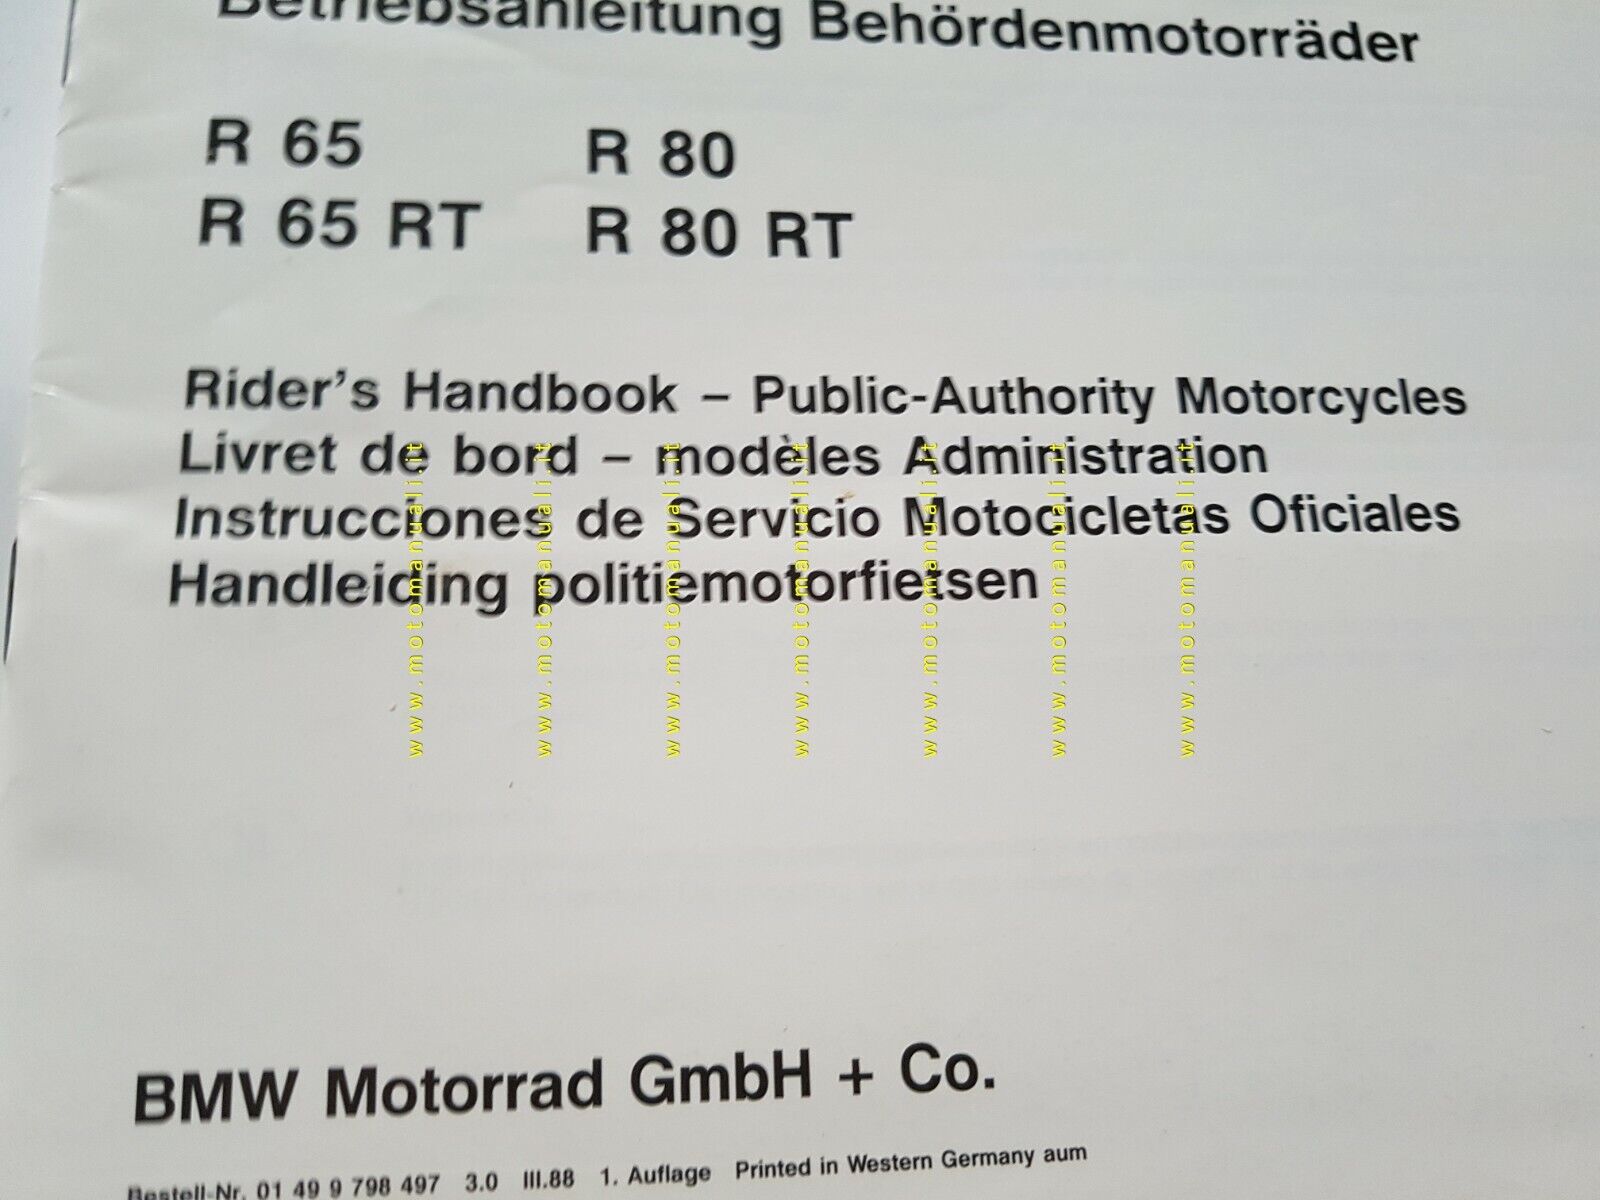 Betriebsanleitung Behördenmotorräder
R 65 R 80
R 65 RT R 80 RT
Rider's Handbook – Public-Authority Motorcycles
Livret de bord – modèles Administration
Instrucciones de Servicio Motocicletas Oficiales
Handleiding politiemotorfietsen
www.motomanuali.it
www.motomanuali.it
www.motomanuali.it
www.motomanuali.it
www.motomanuali.it
www.motomanuali.it
www.motomanuali.it
BMW Motorrad GmbH + Co.
Bestell-Nr. 01 49 9 798 497 3.0 III.88 1. Auflage Printed in Western Germany aum